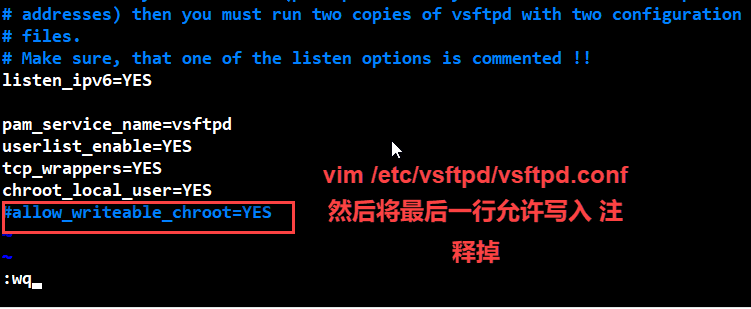 # addresses) then you must run two copies of vsftpd with two configuration
# files.
# Make sure, that one of the listen options is commented !!
listen_ipv6=YES
pam_service_name=vsftpd
userlist_enable=YES
tcp_wrappers=YES
chroot_local_user=YES
#allow_writeable_chroot=YES
~
~
:wq
vim /etc/vsftpd/vsftpd.conf
然后将最后一行允许写入 注
释掉